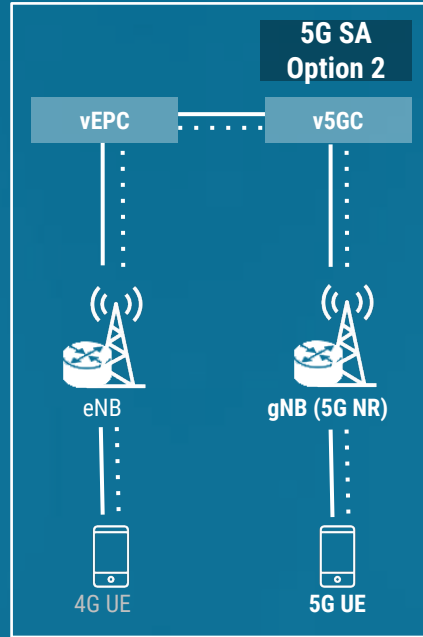 5G SA
Option 2
vEPC
v5GC
eNB
gNB (5G NR)
4G UE
5G UE